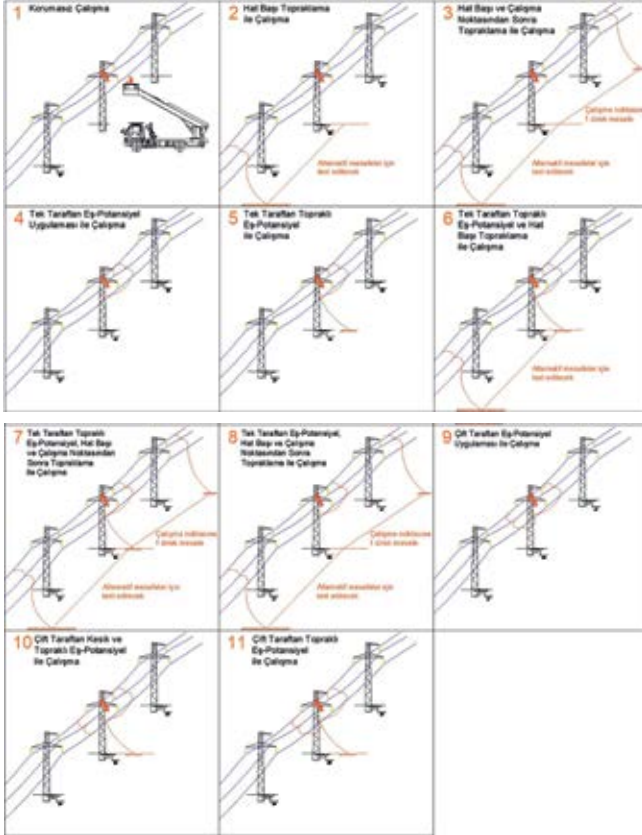 1 Korumasız Çalışma
2 Hat Başı Topraklama
ile Çalışma
Alternatif mesafeler için
test edilecek
3 Hat Başı ve Çalışma
Noktasından Sonra
Topraklama ile Çalışma
Çalışma noktasına
1 direk mesafe
Alternatif mesafeler için
test edilecek
4 Tek Taraftan Eş-Potansiyel
Uygulaması ile Çalışma
5 Tek Taraftan Topraklı
Eş-Potansiyel
ile Çalışma
6 Tek Taraftan Topraklı
Eş-Potansiyel ve Hat
Başı Topraklama
ile Çalışma
Alternatif mesafeler için
test edilecek
7 Tek Taraftan Topraklı
Eş-Potansiyel, Hat Başı
ve Çalışma Noktasından
Sonra Topraklama
ile Çalışma
Çalışma noktasına
1 direk mesafe
Alternatif mesafeler için
test edilecek
8 Tek Taraftan Eş-Potansiyel,
Hat Başı ve Çalışma
Noktasından Sonra
Topraklama ile Çalışma
Çalışma noktasına
1 direk mesafe
Alternatif mesafeler için
test edilecek
9 Çift Taraftan Eş-Potansiyel
Uygulaması ile Çalışma
10 Çift Taraftan Kesik ve
Topraklı Eş-Potansiyel
ile Çalışma
11 Çift Taraftan Topraklı
Eş-Potansiyel
ile Çalışma